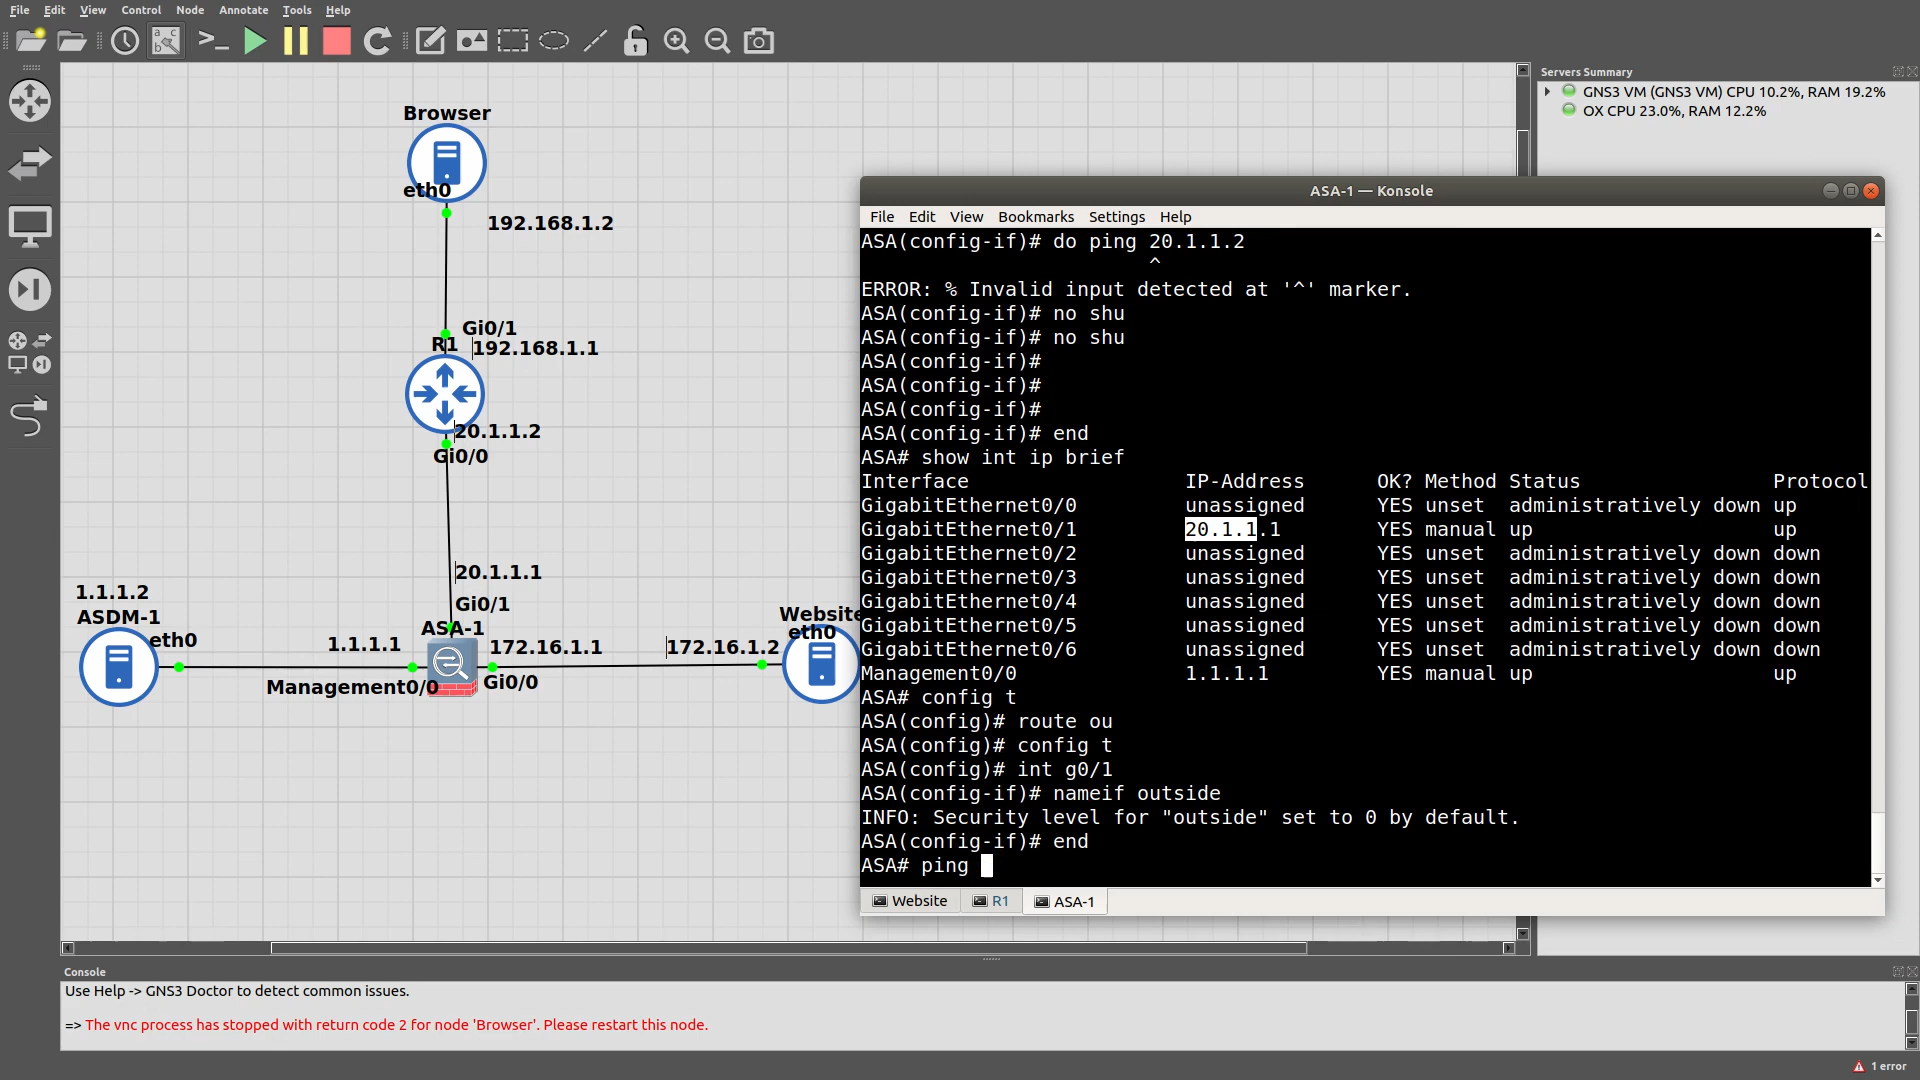 File Edit View Control Node Annotate Tools Help
Servers Summary
GNS3 VM (GNS3 VM) CPU 10.2%, RAM 19.2%
OX CPU 23.0%, RAM 12.2%
Browser
eth0
192.168.1.2
Gi0/1
R1
192.168.1.1
20.1.1.2
Gi0/0
20.1.1.1
Gi0/1
1.1.1.2
ASDM-1
eth0
1.1.1.1
Management0/0
ASA-1
172.16.1.1
Gi0/0
172.16.1.2
Website
eth0
ASA-1 — Konsole
File Edit View Bookmarks Settings Help
ASA(config-if)# do ping 20.1.1.2
^
ERROR: % Invalid input detected at '^' marker.
ASA(config-if)# no shu
ASA(config-if)# no shu
ASA(config-if)#
ASA(config-if)#
ASA(config-if)#
ASA(config-if)# end
ASA# show int ip brief
Interface IP-Address OK? Method Status Protocol
GigabitEthernet0/0 unassigned YES unset administratively down up
GigabitEthernet0/1 20.1.1.1 YES manual up up
GigabitEthernet0/2 unassigned YES unset administratively down down
GigabitEthernet0/3 unassigned YES unset administratively down down
GigabitEthernet0/4 unassigned YES unset administratively down down
GigabitEthernet0/5 unassigned YES unset administratively down down
GigabitEthernet0/6 unassigned YES unset administratively down down
Management0/0 1.1.1.1 YES manual up up
ASA# config t
ASA(config)# route ou
ASA(config)# config t
ASA(config)# int g0/1
ASA(config-if)# nameif outside
INFO: Security level for "outside" set to 0 by default.
ASA(config-if)# end
ASA# ping
Website R1 ASA-1
Console
Use Help -> GNS3 Doctor to detect common issues.
=> The vnc process has stopped with return code 2 for node 'Browser'. Please restart this node.
1 error